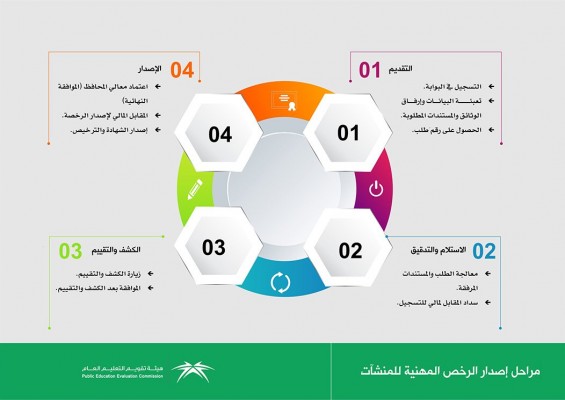 01 التقديم
التسجيل في البوابة.
تعبئة البيانات وإرفاق
الوثائق والمستندات المطلوبة.
الحصول على رقم طلب.
04 الإصدار
اعتماد معالي المحافظ (الموافقة
النهائية)
المقابل المالي لإصدار الرخصة.
إصدار الشهادة والترخيص.
01
04
02
03
02 الاستلام والتدقيق
معالجة الطلب والمستندات
المرفقة.
سداد المقابل المالي للتسجيل.
03 الكشف والتقييم
زيارة الكشف والتقييم.
الموافقة بعد الكشف والتقييم.
مراحل إصدار الرخص المهنية للمنشآت
هيئة تقويم التعليم العام
Public Education Evaluation Commission